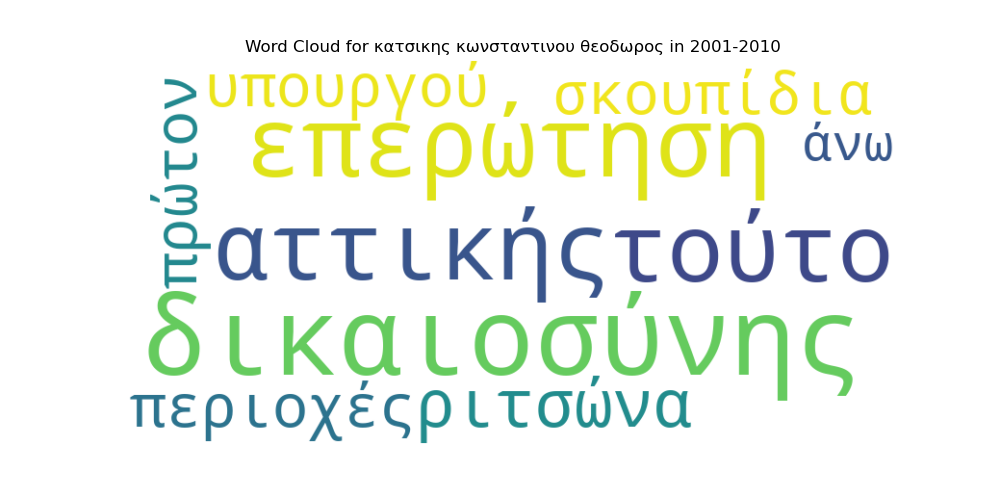 Word Cloud for κατσικης κωνσταντινου θεοδωρος in 2001-2010
υπουργού
σκουπίδια
πρώτον
επερώτηση
άνω
αττικής
τούτο
δικαιοσύνης
περιοχές
ριτσώνα